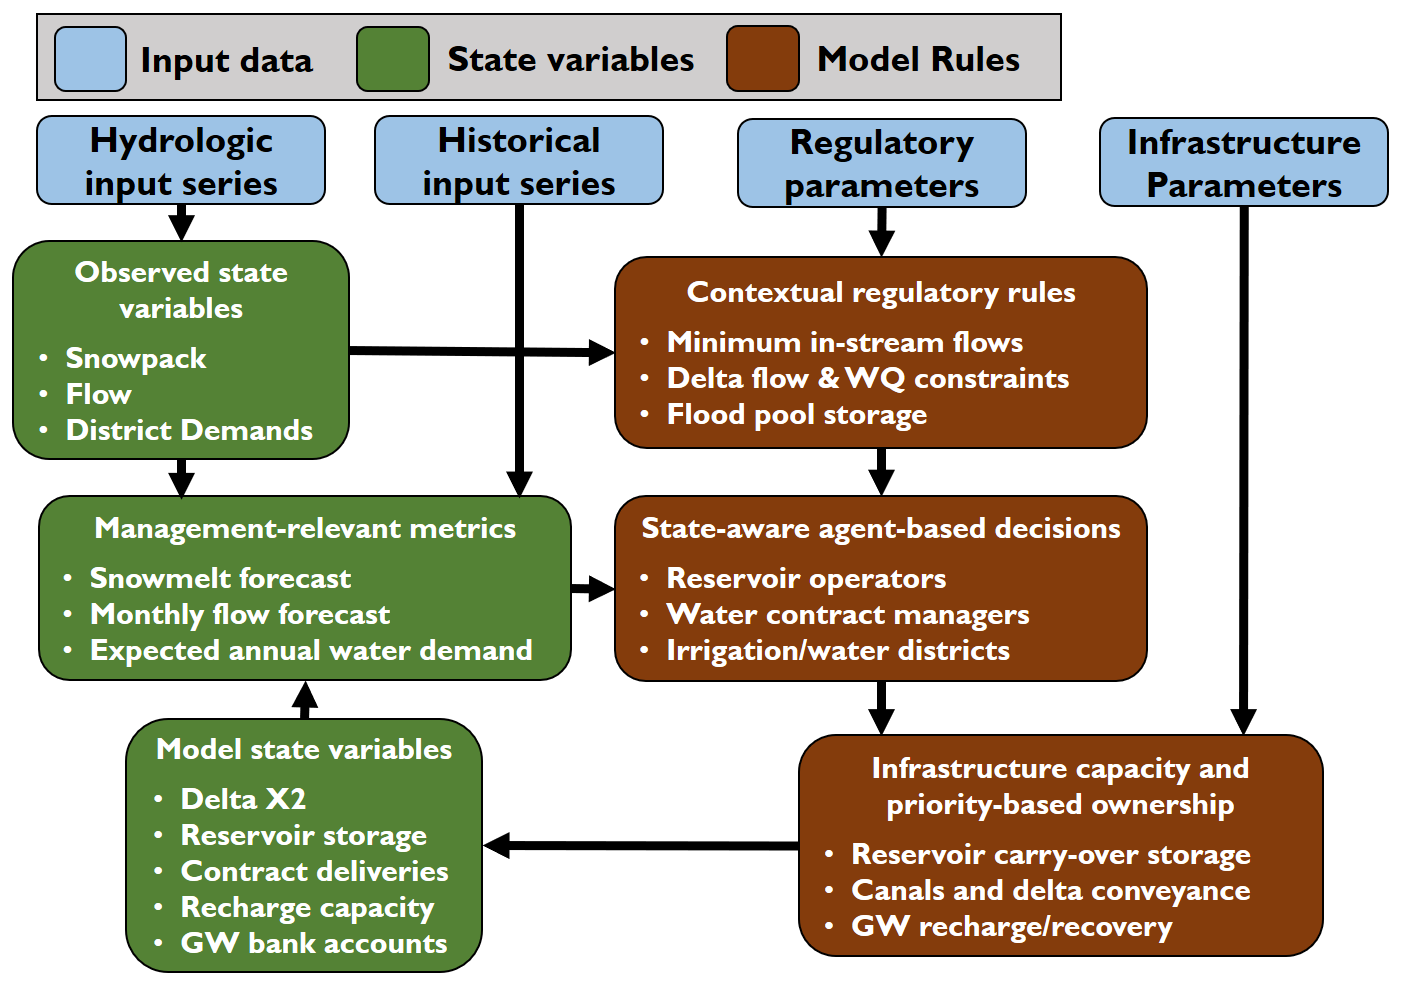 Input data
State variables
Model Rules
Hydrologic
input series
Historical
input series
Regulatory
parameters
Infrastructure
Parameters
Observed state
variables
• Snowpack
• Flow
• District Demands
Contextual regulatory rules
• Minimum in-stream flows
• Delta flow & WQ constraints
• Flood pool storage
Management-relevant metrics
• Snowmelt forecast
• Monthly flow forecast
• Expected annual water demand
State-aware agent-based decisions
• Reservoir operators
• Water contract managers
• Irrigation/water districts
Model state variables
• Delta X2
• Reservoir storage
• Contract deliveries
• Recharge capacity
• GW bank accounts
Infrastructure capacity and
priority-based ownership
• Reservoir carry-over storage
• Canals and delta conveyance
• GW recharge/recovery